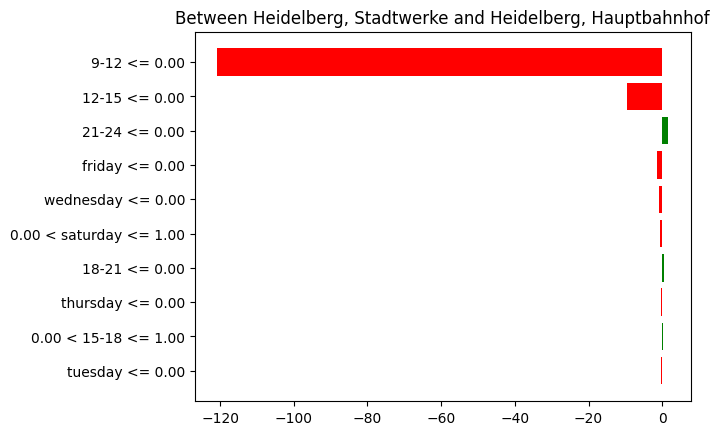 Between Heidelberg, Stadtwerke and Heidelberg, Hauptbahnhof
9-12 <= 0.00
12-15 <= 0.00
21-24 <= 0.00
friday <= 0.00
wednesday <= 0.00
0.00 < saturday <= 1.00
18-21 <= 0.00
thursday <= 0.00
0.00 < 15-18 <= 1.00
tuesday <= 0.00
−120 −100 −80 −60 −40 −20 0